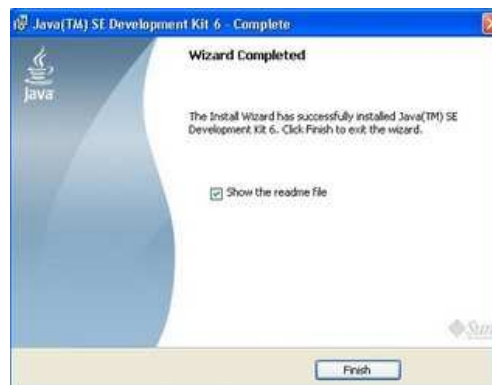 Java(TM) SE Development Kit 6 - Complete
Java
Wizard Completed
The Install Wizard has successfully installed Java(TM) SE
Development Kit 6. Click Finish to exit the wizard.
Show the readme file
Sun
Finish